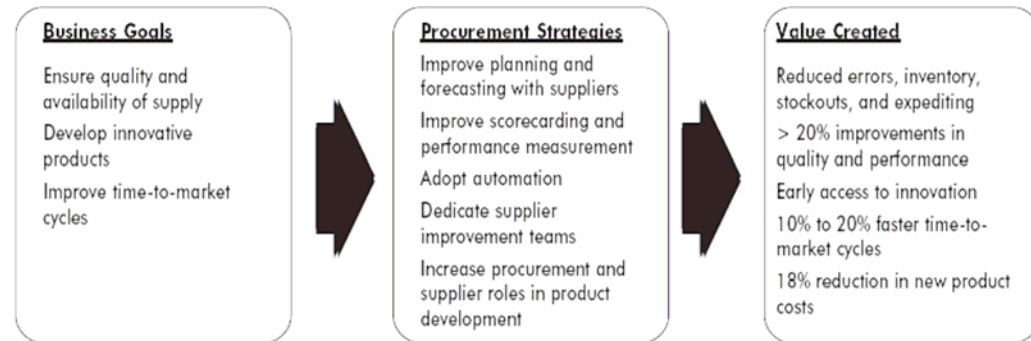 Business Goals
Ensure quality and
availability of supply
Develop innovative
products
Improve time-to-market
cycles
Procurement Strategies
Improve planning and
forecasting with suppliers
Improve scorecarding and
performance measurement
Adopt automation
Dedicate supplier
improvement teams
Increase procurement and
supplier roles in product
development
Value Created
Reduced errors, inventory,
stockouts, and expediting
> 20% improvements in
quality and performance
Early access to innovation
10% to 20% faster time-to-
market cycles
18% reduction in new product
costs